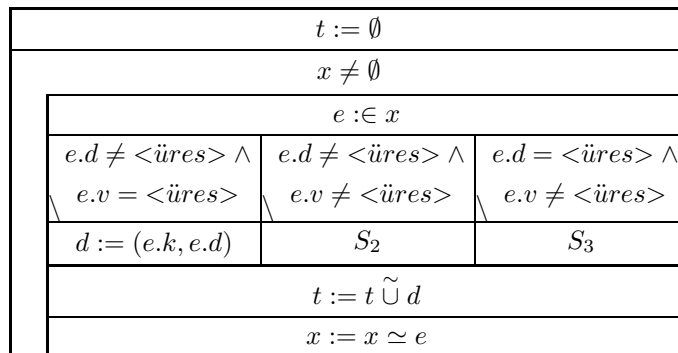 t := ∅
x ≠ ∅
e :∈ x
e.d ≠ <üres> ∧ e.d ≠ <üres> ∧ e.d = <üres> ∧
e.v = <üres> e.v ≠ <üres> e.v ≠ <üres>
d := (e.k, e.d) S₂ S₃
t := t ∪̃ d
x := x ≃ e